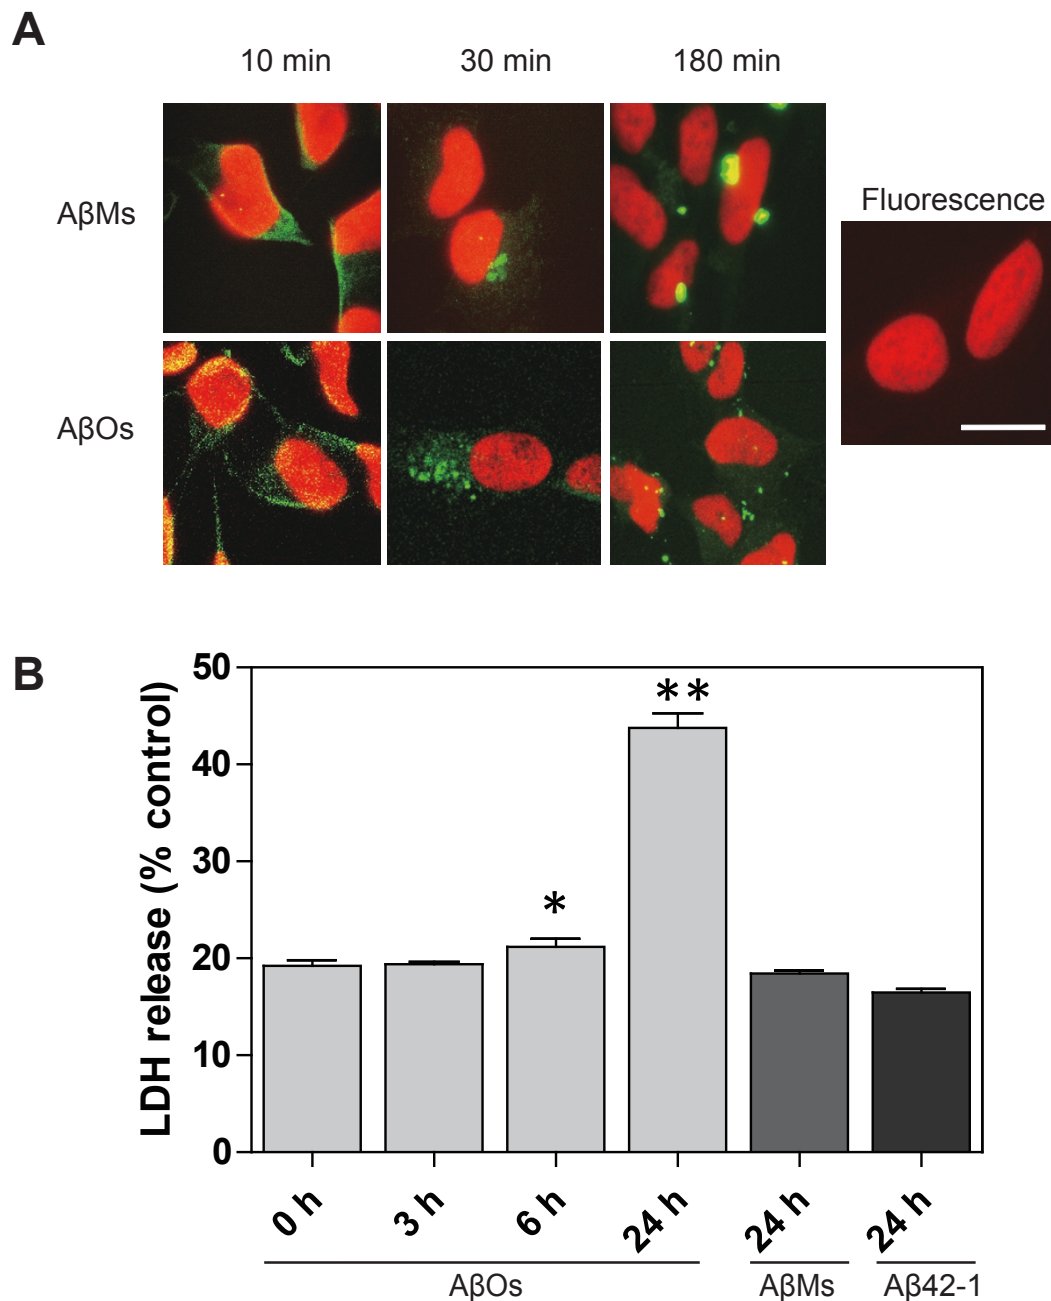 A
10 min 30 min 180 min
AβMs
Fluorescence
AβOs
B
LDH release (% control)
50
40
30
20
10
0
*
**
0 h 3 h 6 h 24 h 24 h 24 h
AβOs AβMs Aβ42-1